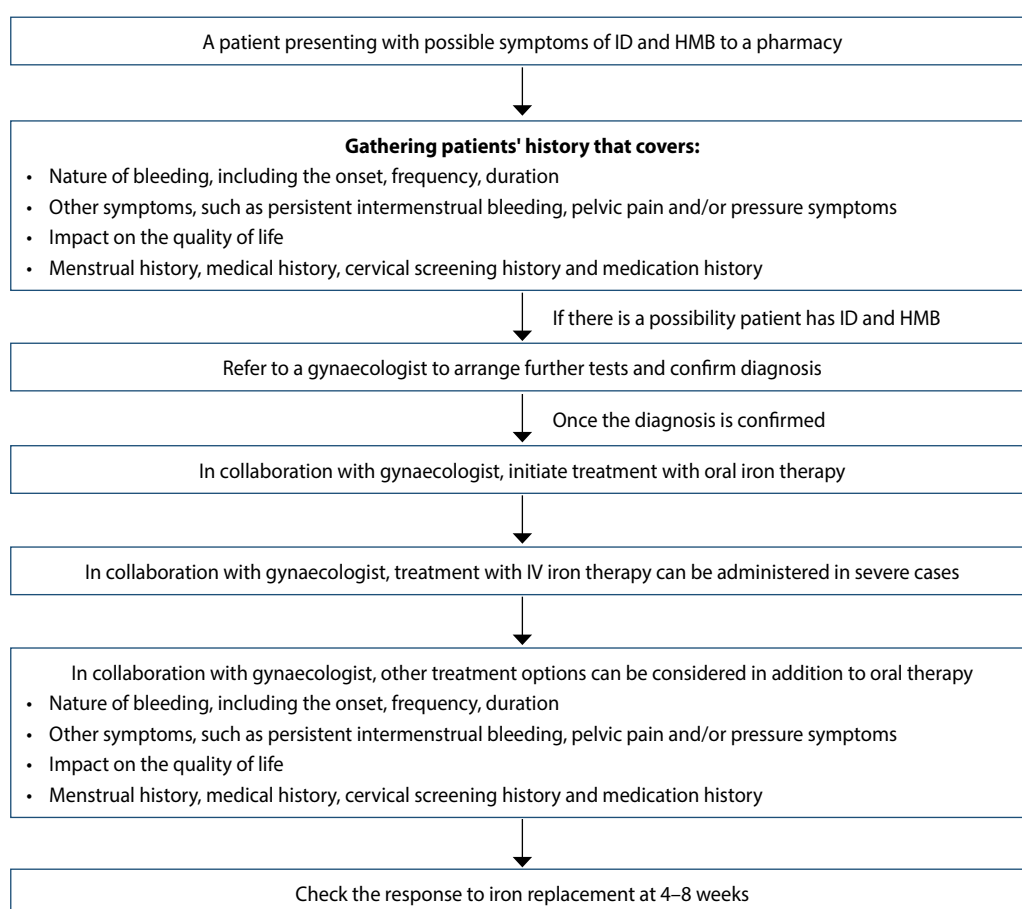 A patient presenting with possible symptoms of ID and HMB to a pharmacy
Gathering patients' history that covers:
• Nature of bleeding, including the onset, frequency, duration
• Other symptoms, such as persistent intermenstrual bleeding, pelvic pain and/or pressure symptoms
• Impact on the quality of life
• Menstrual history, medical history, cervical screening history and medication history
If there is a possibility patient has ID and HMB
Refer to a gynaecologist to arrange further tests and confirm diagnosis
Once the diagnosis is confirmed
In collaboration with gynaecologist, initiate treatment with oral iron therapy
In collaboration with gynaecologist, treatment with IV iron therapy can be administered in severe cases
In collaboration with gynaecologist, other treatment options can be considered in addition to oral therapy
• Nature of bleeding, including the onset, frequency, duration
• Other symptoms, such as persistent intermenstrual bleeding, pelvic pain and/or pressure symptoms
• Impact on the quality of life
• Menstrual history, medical history, cervical screening history and medication history
Check the response to iron replacement at 4–8 weeks